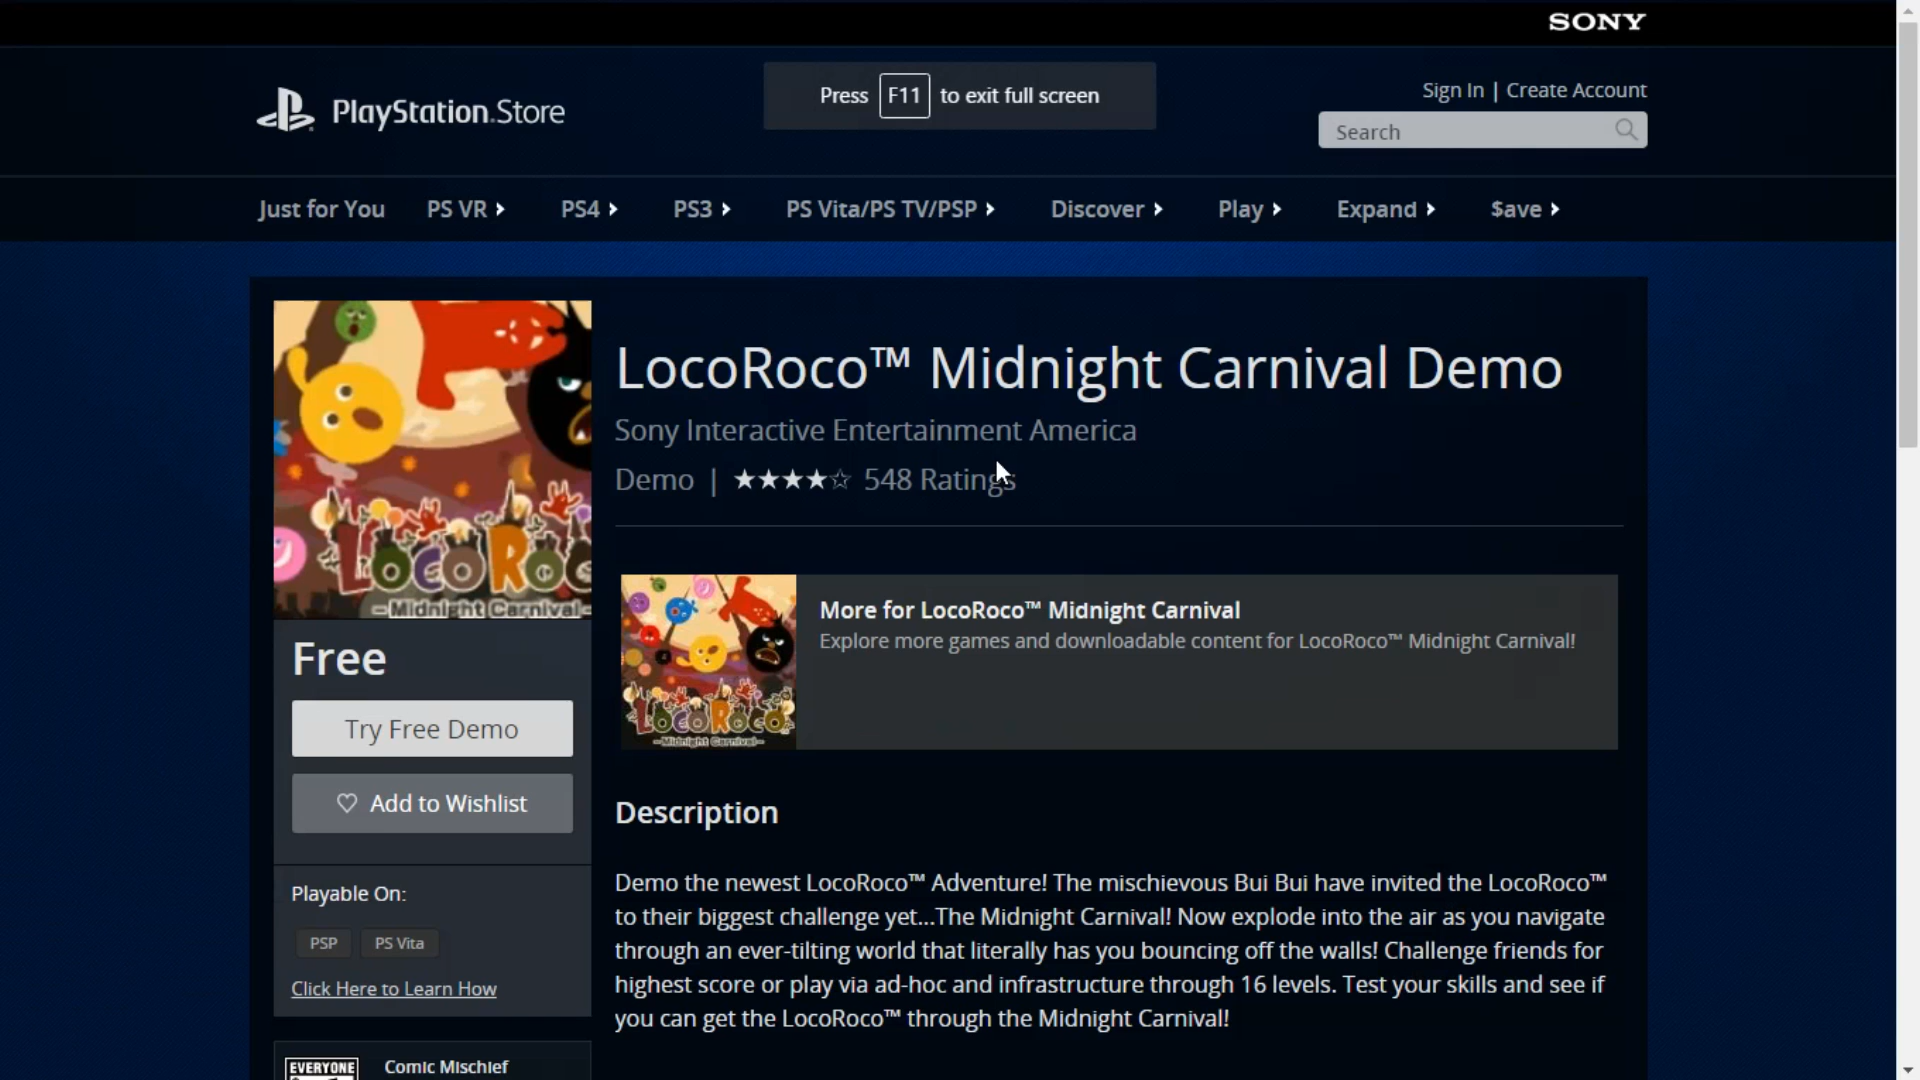 SONY
PlayStation.Store
Press F11 to exit full screen
Sign In | Create Account
Search
Just for You PS VR PS4 PS3 PS Vita/PS TV/PSP Discover Play Expand $ave
LocoRoco™ Midnight Carnival Demo
Sony Interactive Entertainment America
Demo | ★★★★☆ 548 Ratings
LocoRoc
-Midnight Carnival-
Free
Try Free Demo
Add to Wishlist
Playable On:
PSP PS Vita
Click Here to Learn How
EVERYONE
Comic Mischief
LocoRoco
-Midnight Carnival-
More for LocoRoco™ Midnight Carnival
Explore more games and downloadable content for LocoRoco™ Midnight Carnival!
Description
Demo the newest LocoRoco™ Adventure! The mischievous Bui Bui have invited the LocoRoco™
to their biggest challenge yet...The Midnight Carnival! Now explode into the air as you navigate
through an ever-tilting world that literally has you bouncing off the walls! Challenge friends for
highest score or play via ad-hoc and infrastructure through 16 levels. Test your skills and see if
you can get the LocoRoco™ through the Midnight Carnival!